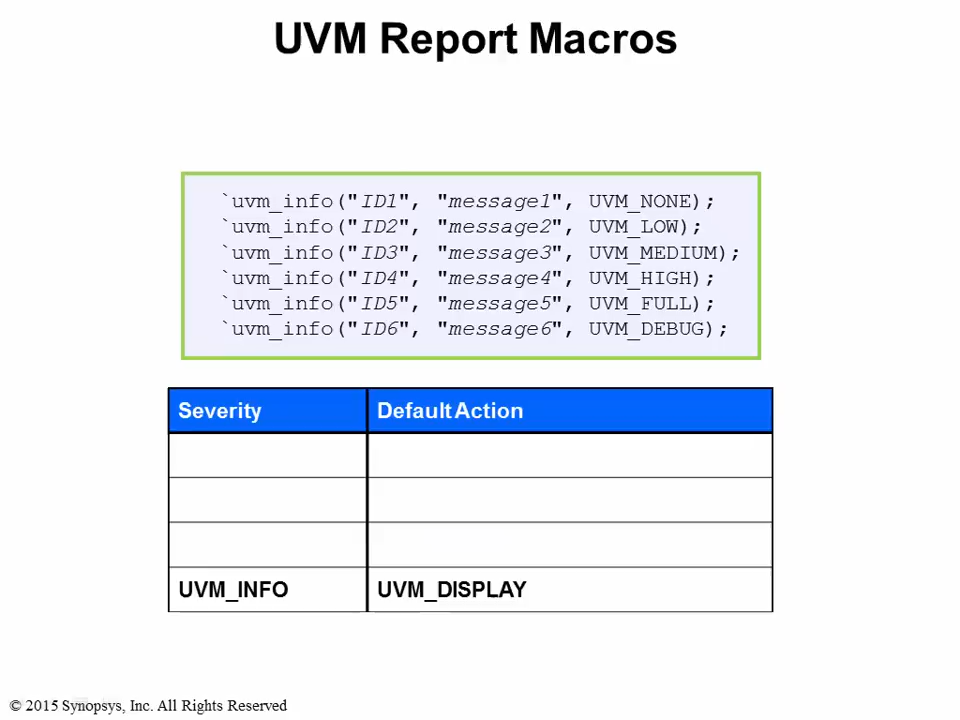 UVM Report Macros
`uvm_info("ID1", "message1", UVM_NONE);
`uvm_info("ID2", "message2", UVM_LOW);
`uvm_info("ID3", "message3", UVM_MEDIUM);
`uvm_info("ID4", "message4", UVM_HIGH);
`uvm_info("ID5", "message5", UVM_FULL);
`uvm_info("ID6", "message6", UVM_DEBUG);
Severity Default Action
UVM_INFO UVM_DISPLAY
© 2015 Synopsys, Inc. All Rights Reserved